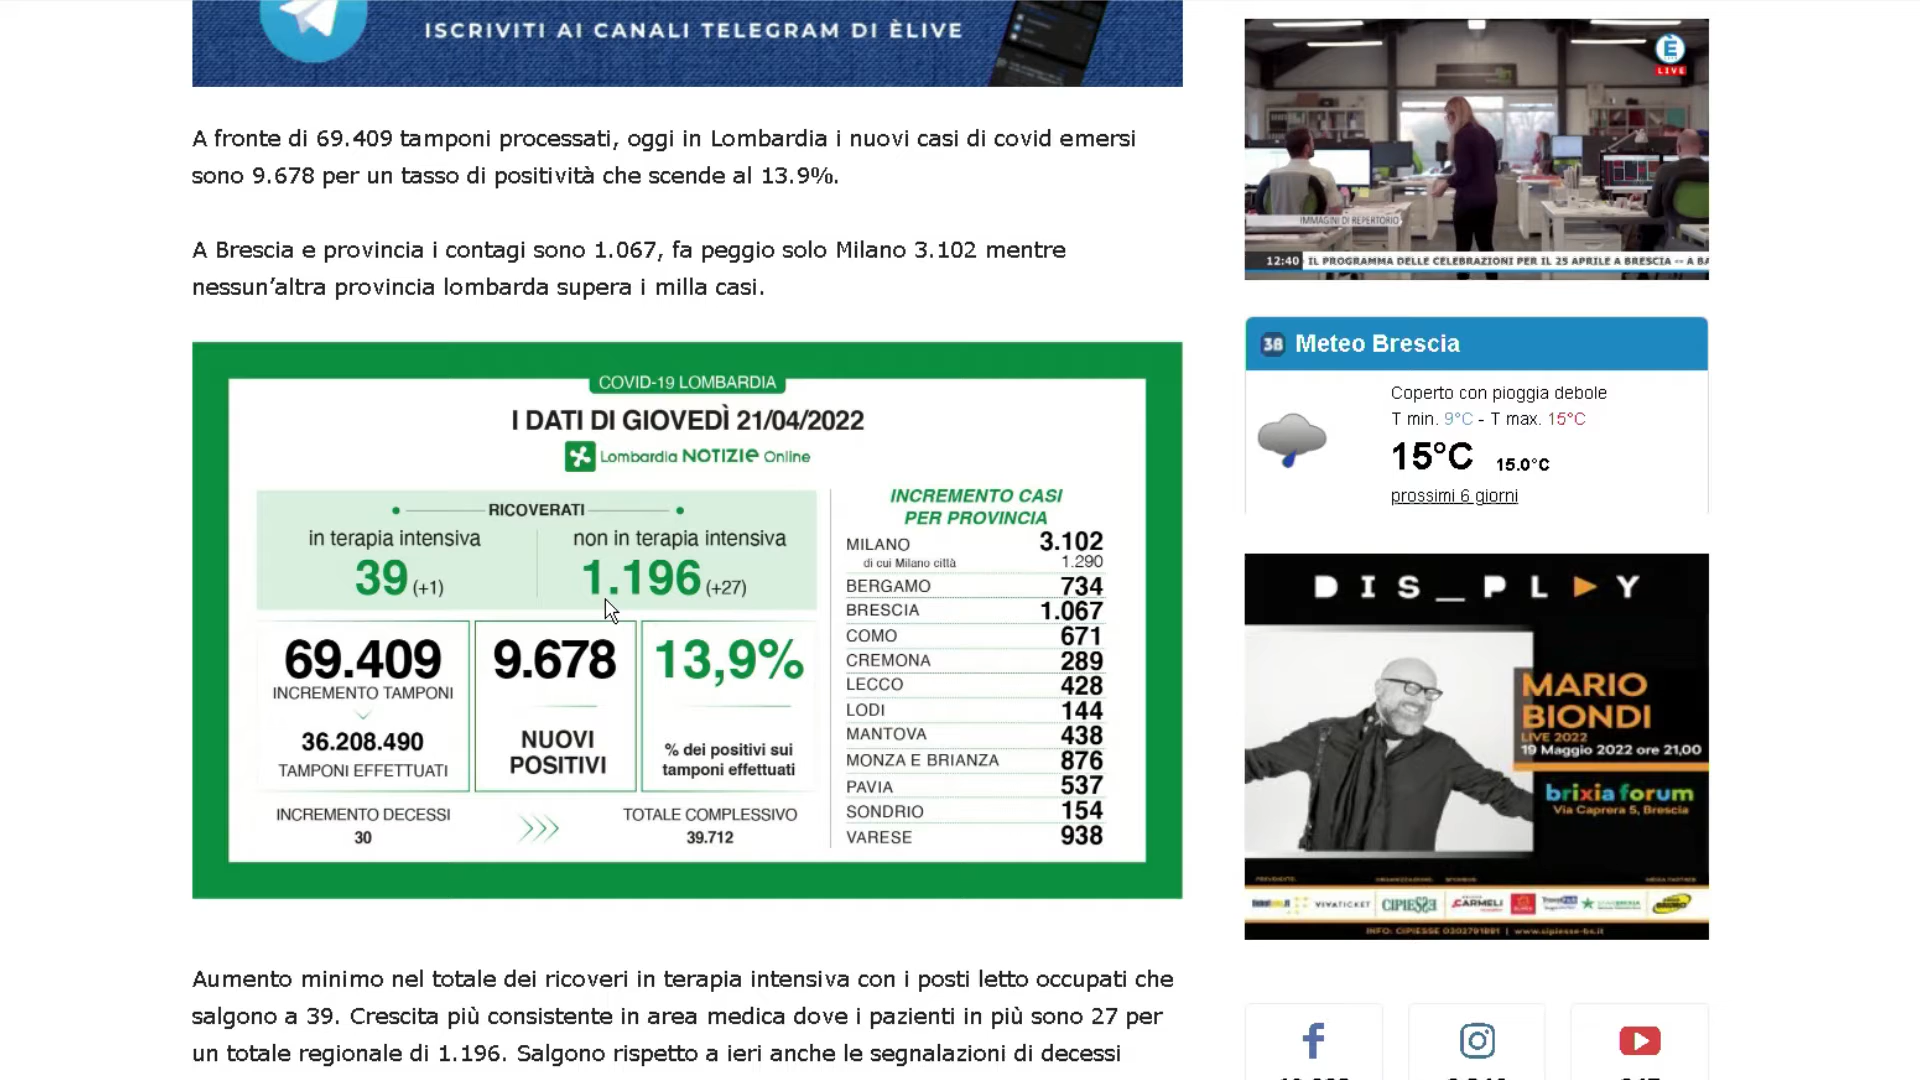 ISCRIVITI AI CANALI TELEGRAM DI ÈLIVE
A fronte di 69.409 tamponi processati, oggi in Lombardia i nuovi casi di covid emersi
sono 9.678 per un tasso di positività che scende al 13.9%.
A Brescia e provincia i contagi sono 1.067, fa peggio solo Milano 3.102 mentre
nessun’altra provincia lombarda supera i milla casi.
COVID-19 LOMBARDIA
I DATI DI GIOVEDÌ 21/04/2022
Lombardia NOTIZIE Online
RICOVERATI
in terapia intensiva
39 (+1)
non in terapia intensiva
1.196 (+27)
69.409
INCREMENTO TAMPONI
36.208.490
TAMPONI EFFETTUATI
9.678
NUOVI
POSITIVI
13,9%
% dei positivi sui
tamponi effettuati
INCREMENTO DECESSI
30
TOTALE COMPLESSIVO
39.712
INCREMENTO CASI
PER PROVINCIA
MILANO 3.102
di cui Milano città 1.290
BERGAMO 734
BRESCIA 1.067
COMO 671
CREMONA 289
LECCO 428
LODI 144
MANTOVA 438
MONZA E BRIANZA 876
PAVIA 537
SONDRIO 154
VARESE 938
Aumento minimo nel totale dei ricoveri in terapia intensiva con i posti letto occupati che
salgono a 39. Crescita più consistente in area medica dove i pazienti in più sono 27 per
un totale regionale di 1.196. Salgono rispetto a ieri anche le segnalazioni di decessi
È
LIVE
IMMAGINI DI REPERTORIO
12:40 IL PROGRAMMA DELLE CELEBRAZIONI PER IL 25 APRILE A BRESCIA -- A BA
3B Meteo Brescia
Coperto con pioggia debole
T min. 9°C - T max. 15°C
15°C 15.0°C
prossimi 6 giorni
DIS_PLAY
MARIO
BIONDI
LIVE 2022
19 Maggio 2022 ore 21,00
brixia forum
Via Caprera 5, Brescia
VIVATICKET
CIPIESSE
CARMELI
INFO: CIPIESSE 0302791881 | www.cipiesse-bs.it